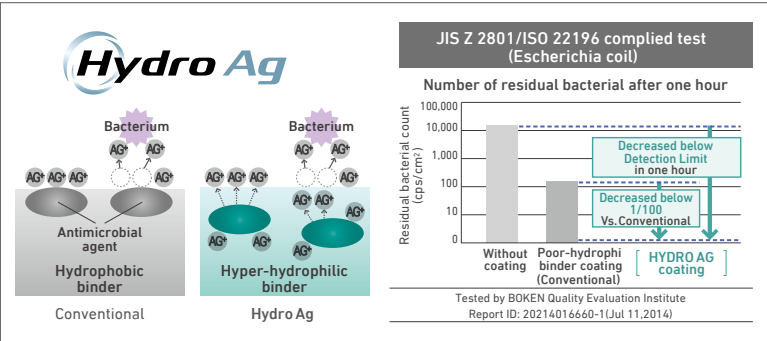 Hydro Ag
Bacterium
AG+ AG+
AG+ AG+ AG+
Antimicrobial
agent
Hydrophobic
binder
Conventional
Bacterium
AG+ AG+
AG+ AG+ AG+
AG+ AG+
AG+
AG+ AG+
AG+
Hyper-hydrophilic
binder
Hydro Ag
JIS Z 2801/ISO 22196 complied test
(Escherichia coil)
Number of residual bacterial after one hour
Residual bacterial count
(cps/cm²)
100,000
10,000
1,000
100
10
0
Decreased below
Detection Limit
in one hour
Decreased below
1/100
Vs.Conventional
Without
coating
Poor-hydrophi
binder coating
(Conventional)
[ HYDRO AG
coating ]
Tested by BOKEN Quality Evaluation Institute
Report ID: 20214016660-1(Jul 11,2014)